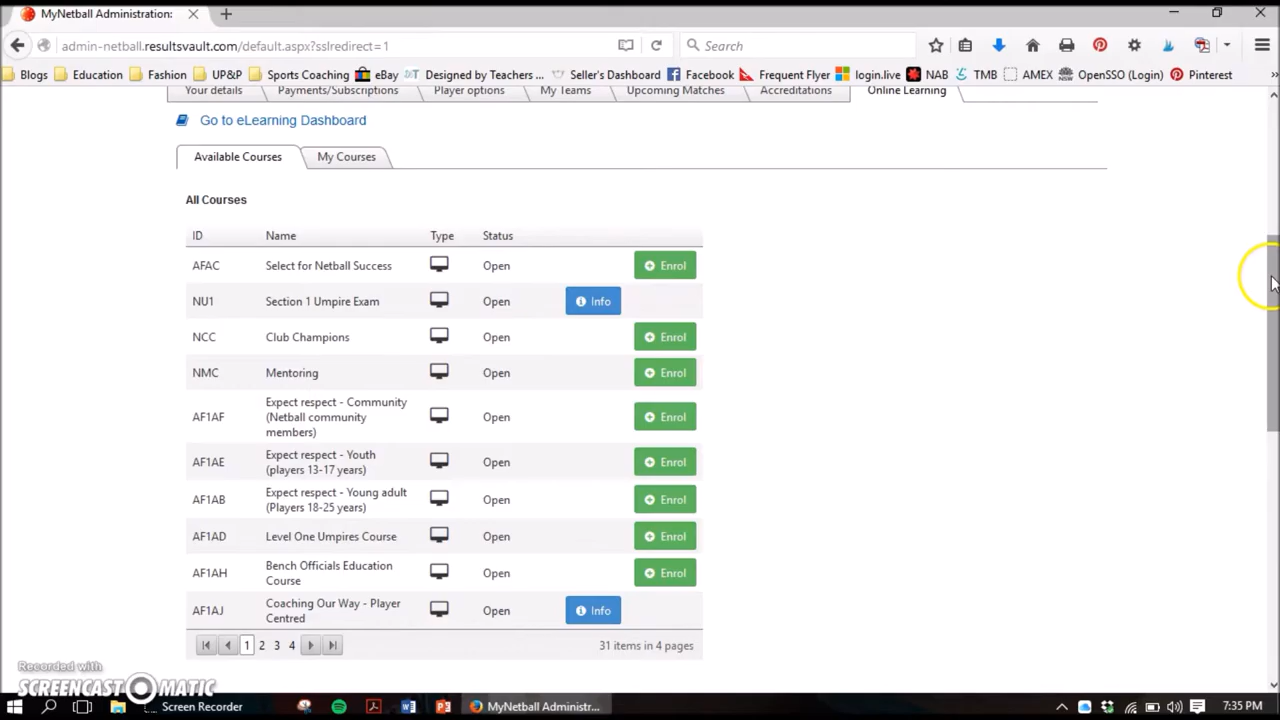 MyNetball Administration:
admin-netball.resultsvault.com/default.aspx?sslredirect=1
Search
Blogs Education Fashion UP&P Sports Coaching eBay Designed by Teachers ... Seller's Dashboard Facebook Frequent Flyer login.live NAB TMB AMEX OpenSSO (Login) Pinterest
Your details Payments/Subscriptions Player options My Teams Upcoming Matches Accreditations Online Learning
Go to eLearning Dashboard
Available Courses My Courses
All Courses
ID Name Type Status
AFAC Select for Netball Success Open Enrol
NU1 Section 1 Umpire Exam Open Info
NCC Club Champions Open Enrol
NMC Mentoring Open Enrol
Expect respect - Community
AF1AF (Netball community Open Enrol
members)
AF1AE Expect respect - Youth Open Enrol
(players 13-17 years)
AF1AB Expect respect - Young adult Open Enrol
(Players 18-25 years)
AF1AD Level One Umpires Course Open Enrol
AF1AH Bench Officials Education Open Enrol
Course
AF1AJ Coaching Our Way - Player Open Info
Centred
1 2 3 4 31 items in 4 pages
Recorded with
SCREENCAST-O-MATIC
Screen Recorder MyNetball Administr... 7:35 PM